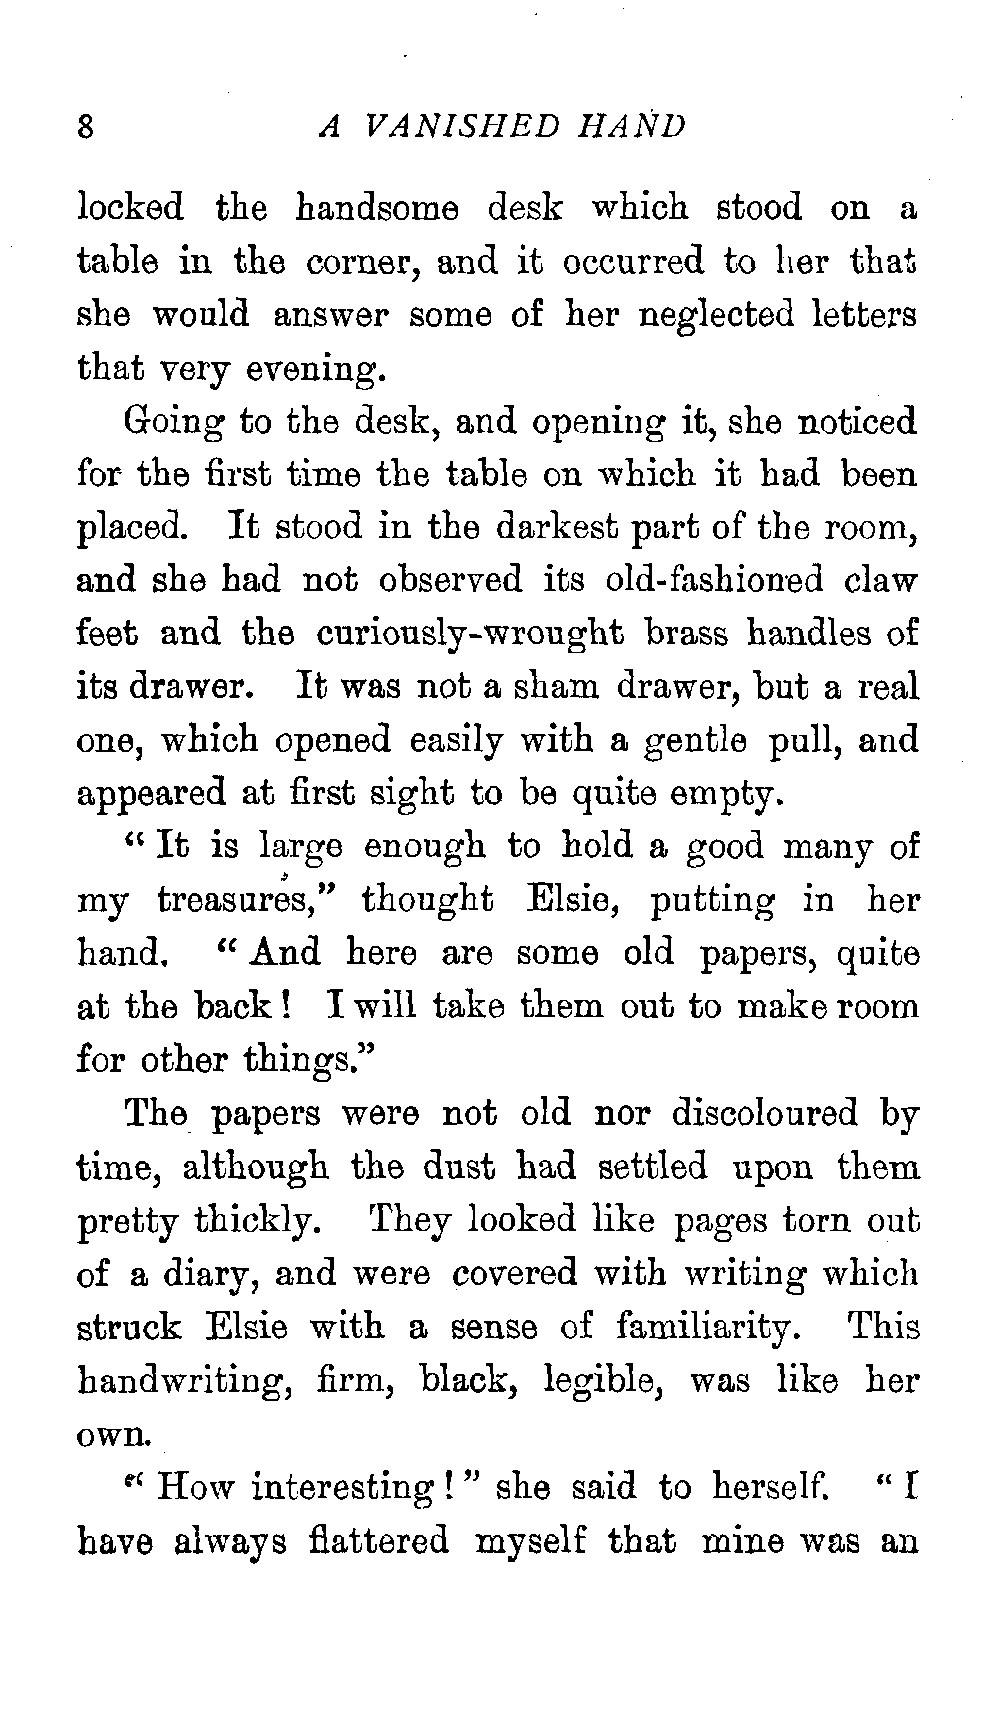 8 A VANISHED HAND
locked the handsome desk which stood on a
table in the corner, and it occurred to her that
she would answer some of her neglected letters
that very evening.
Going to the desk, and opening it, she noticed
for the first time the table on which it had been
placed. It stood in the darkest part of the room,
and she had not observed its old-fashioned claw
feet and the curiously-wrought brass handles of
its drawer. It was not a sham drawer, but a real
one, which opened easily with a gentle pull, and
appeared at first sight to be quite empty.
“ It is large enough to hold a good many of
my treasures,” thought Elsie, putting in her
hand. “ And here are some old papers, quite
at the back ! I will take them out to make room
for other things.”
The papers were not old nor discoloured by
time, although the dust had settled upon them
pretty thickly. They looked like pages torn out
of a diary, and were covered with writing which
struck Elsie with a sense of familiarity. This
handwriting, firm, black, legible, was like her
own.
“ How interesting ! ” she said to herself. “ I
have always flattered myself that mine was an